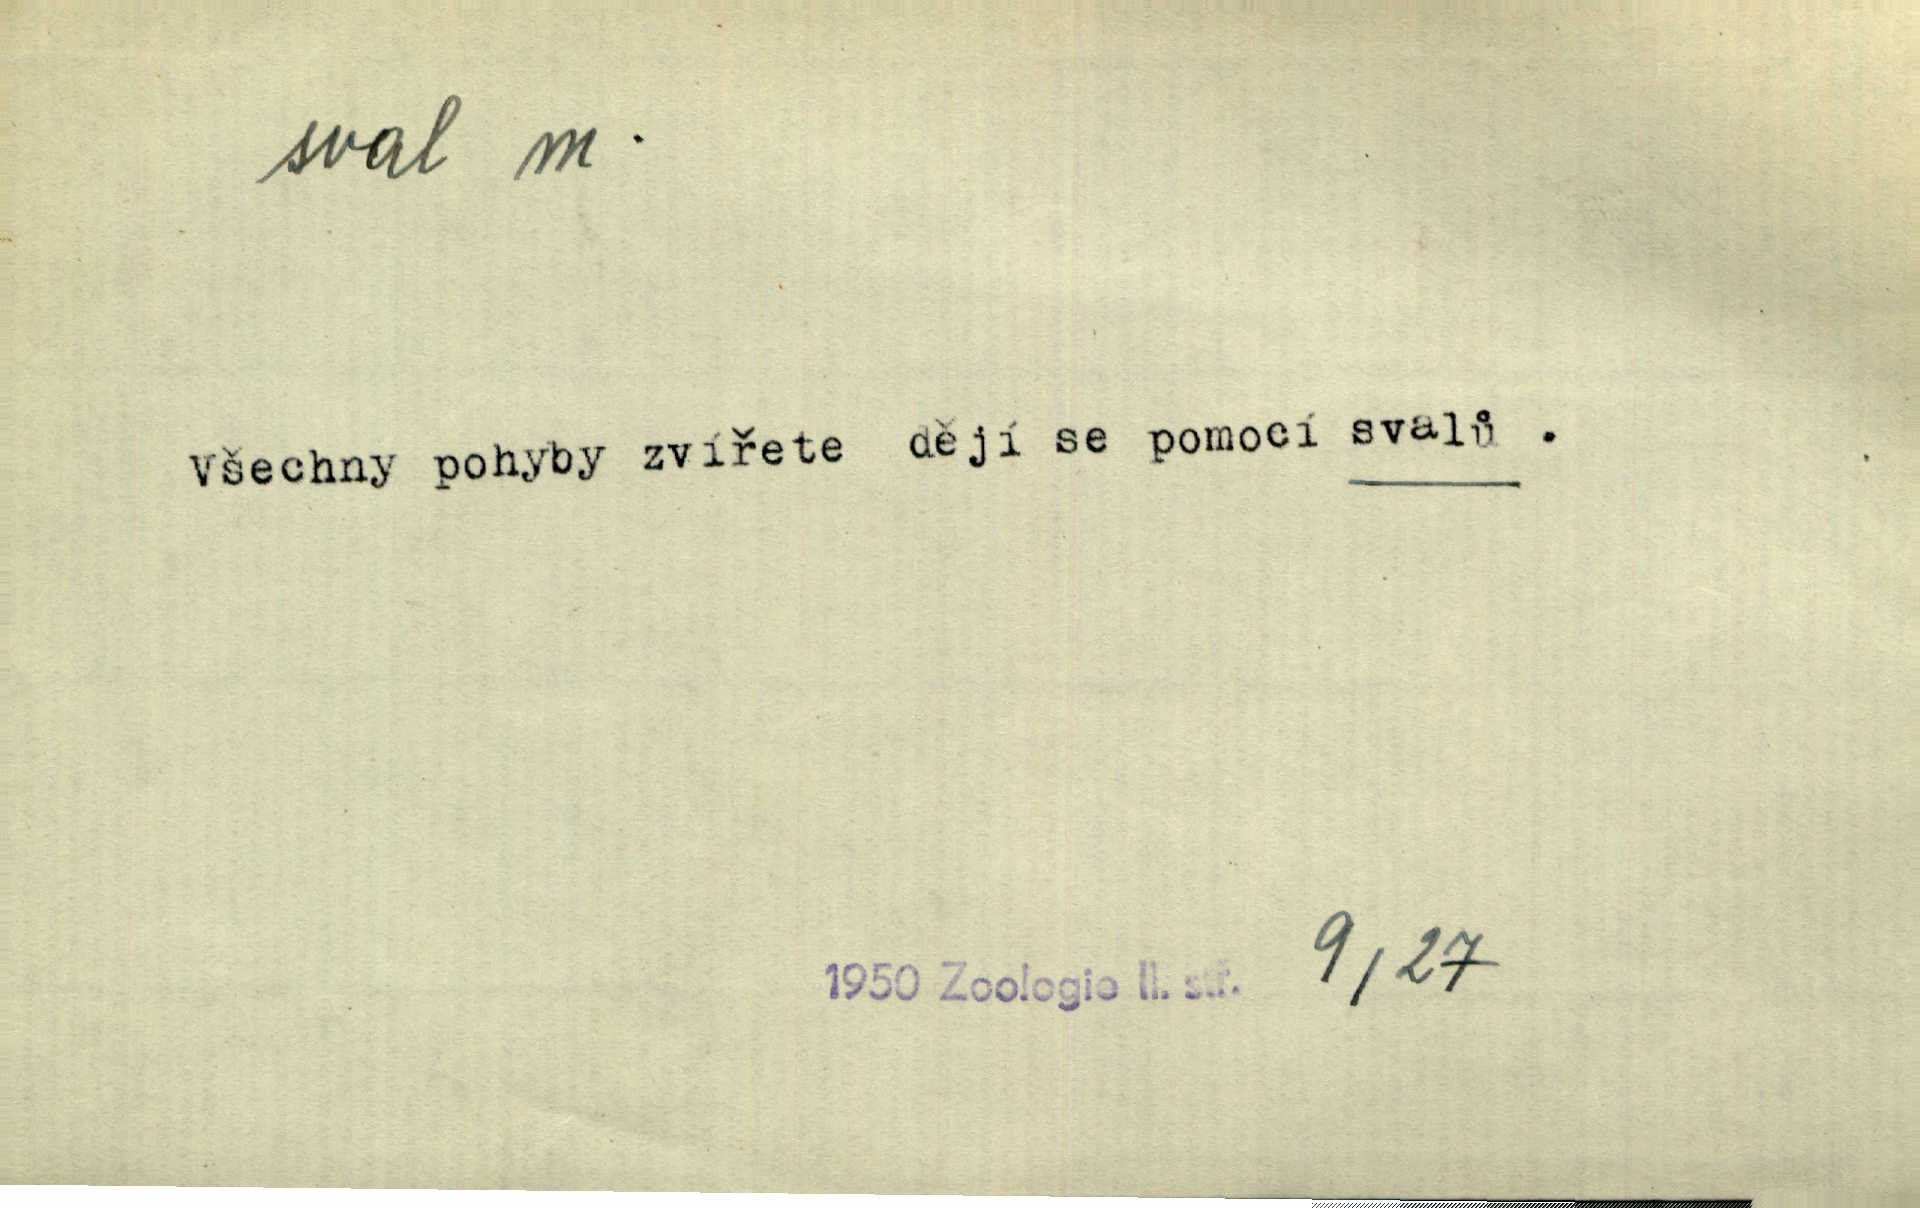 sval m.
Všechny pohyby zvířete dějí se pomocí svalů .
1950 Zoologie II. stř. 9/27